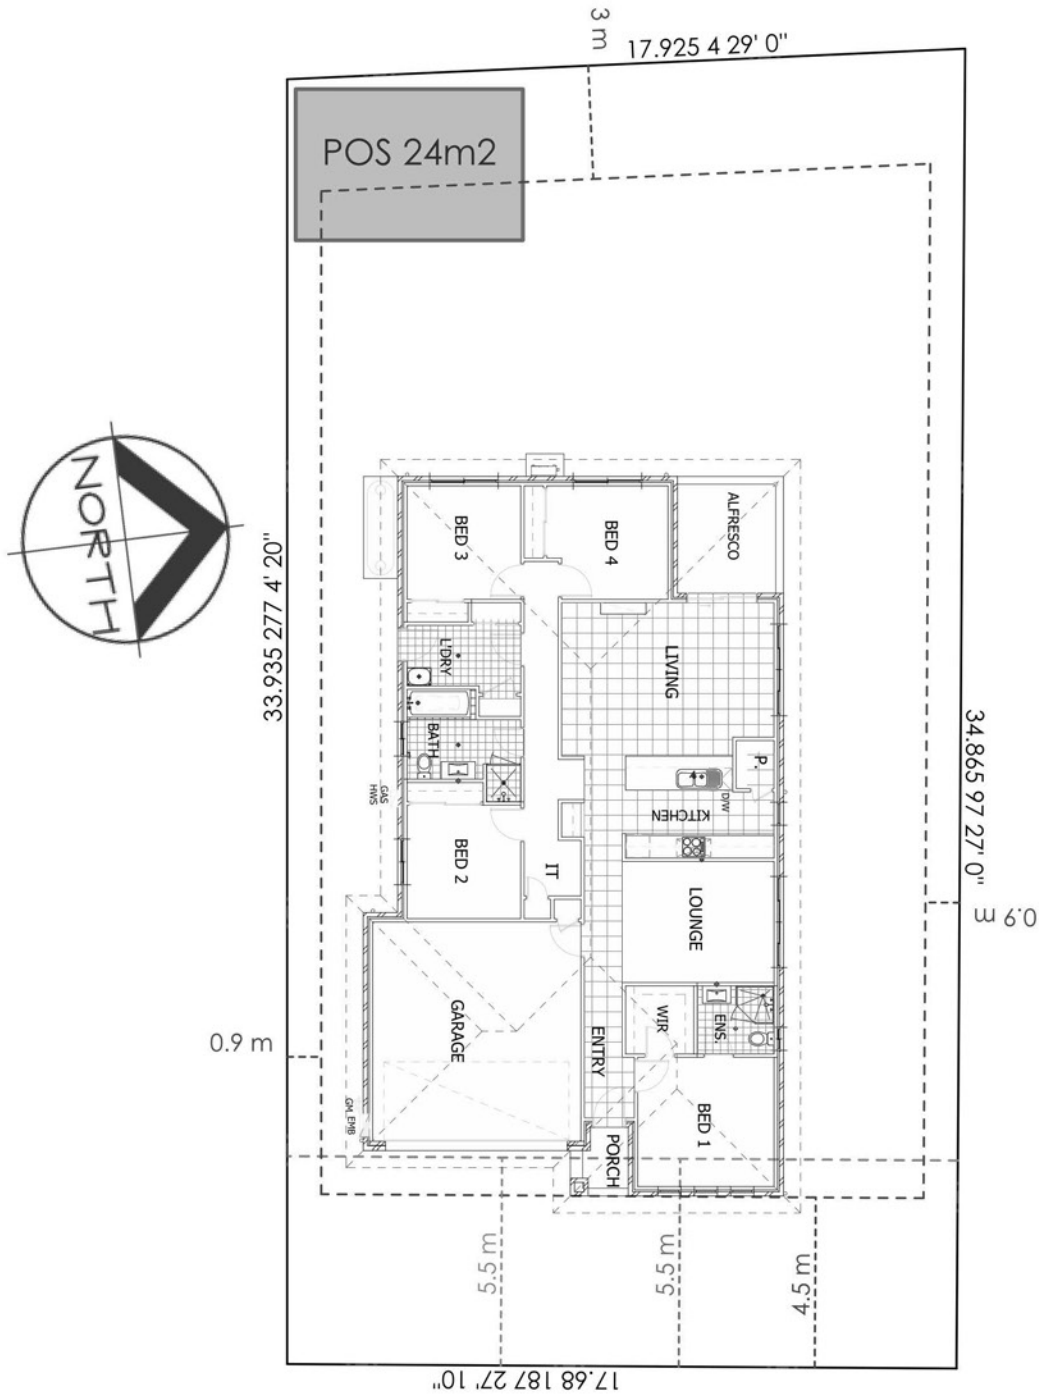 3 m
17.925 4 29' 0"
POS 24m2
NORTH
33.935 277 4' 20"
BED 3
BED 4
ALFRESCO
L'DRY
LIVING
BATH
P.
D/W
KITCHEN
GAS
HWS
BED 2
IT
LOUNGE
34.865 97 27' 0"
0.9 m
WIR
ENS.
GARAGE
ENTRY
0.9 m
GM EMB
BED 1
PORCH
5.5 m
5.5 m
4.5 m
17.68 187 27' 10"